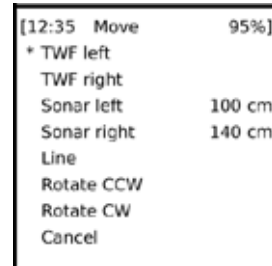 [12:35 Move 95%]
* TWF left
TWF right
Sonar left 100 cm
Sonar right 140 cm
Line
Rotate CCW
Rotate CW
Cancel